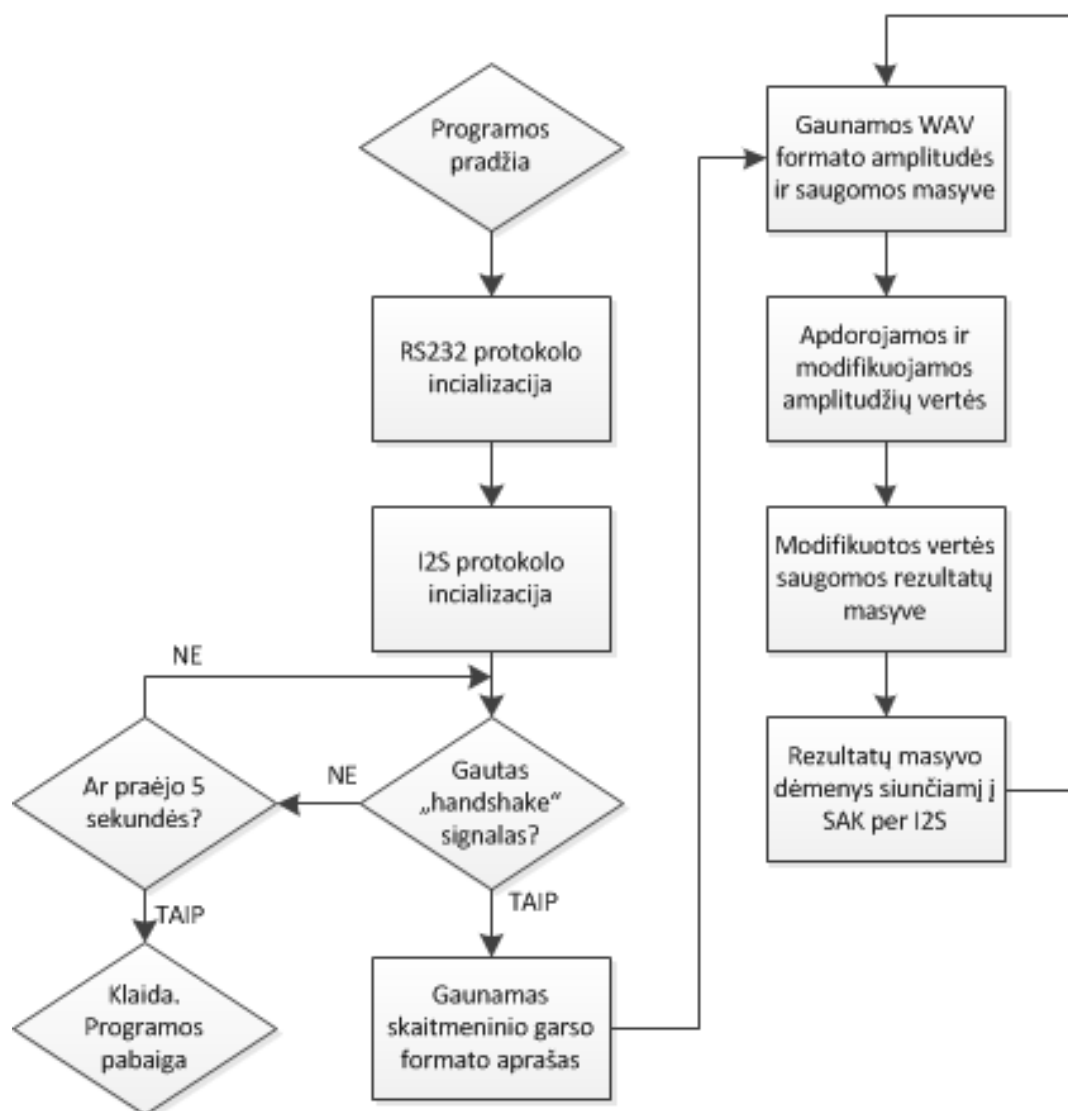 Programos
pradžia
RS232 protokolo
incializacija
I2S protokolo
incializacija
NE
Ar praėjo 5
sekundės?
NE
Gautas
„handshake“
signalas?
TAIP
TAIP
Klaida.
Programos
pabaiga
Gaunamas
skaitmeninio garso
formato aprašas
Gaunamos WAV
formato amplitudės
ir saugomos masyve
Apdorojamos ir
modifikuojamos
amplitudžių vertės
Modifikuotos vertės
saugomos rezultatų
masyve
Rezultatų masyvo
dėmenys siunčiamį į
SAK per I2S